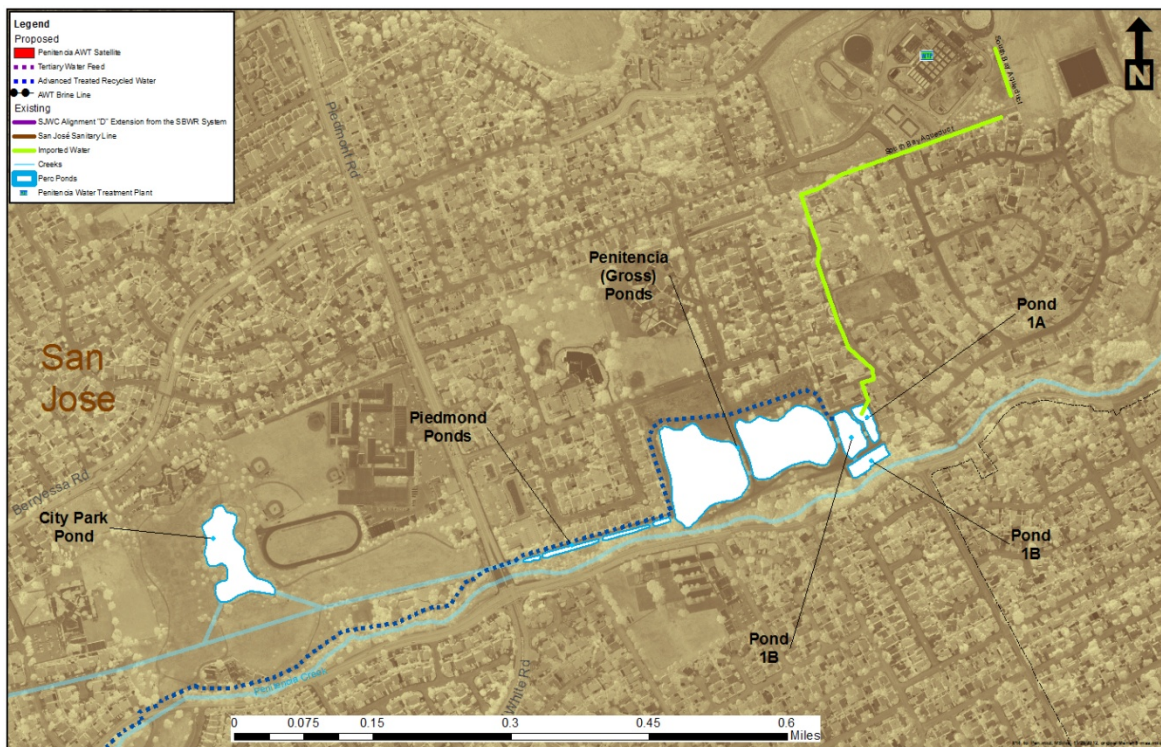 Legend
Proposed
Penitencia AWT Satellite
Tertiary Water Feed
Advanced Treated Recycled Water
AWT Brine Line
Existing
SJWC Alignment "D" Extension from the SBWR System
San José Sanitary Line
Imported Water
Creeks
Perc Ponds
Penitencia Water Treatment Plant
N
South Bay Aqueduct
South Bay Aqueduct
Piedmont Rd
Penitencia
(Gross)
Ponds
Pond
1A
San
Jose
Piedmond
Ponds
Berryessa Rd
City Park
Pond
Pond
1B
Pond
1B
White Rd
Penitencia Creek
0 0.075 0.15 0.3 0.45 0.6
Miles